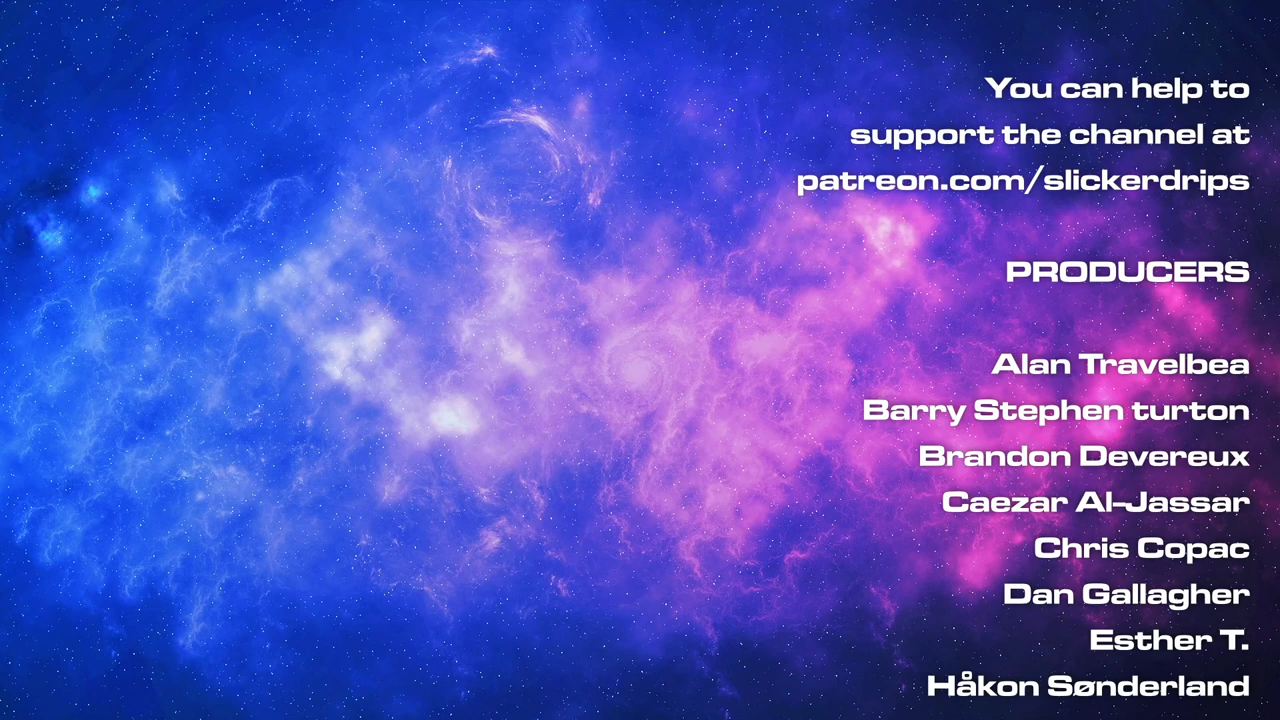 You can help to
support the channel at
patreon.com/slickerdrips
PRODUCERS
Alan Travelbea
Barry Stephen turton
Brandon Devereux
Caezar Al-Jassar
Chris Copac
Dan Gallagher
Esther T.
Håkon Sønderland